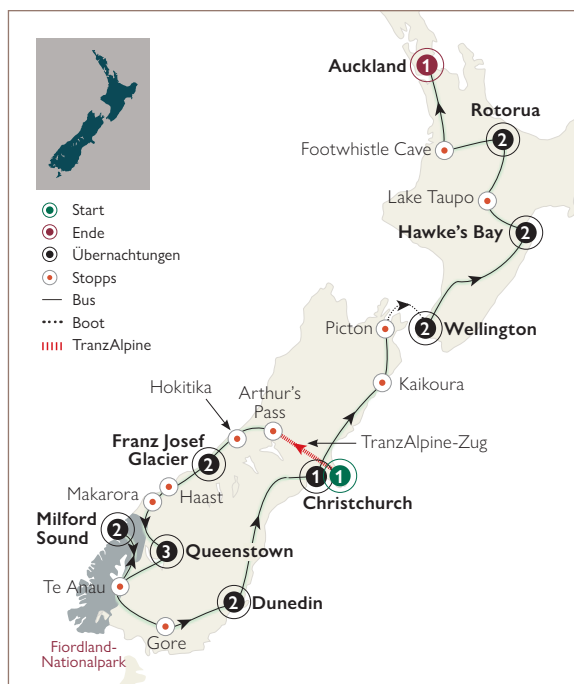 Auckland
1
Rotorua
2
Footwhistle Cave
Lake Taupo
Hawke's Bay
2
Start
Ende
Übernachtungen
Stopps
Bus
Boot
TranzAlpine
Picton
2
Wellington
Kaikoura
Hokitika
Arthur's
Pass
TranzAlpine-Zug
Franz Josef
Glacier
2
1
1
Christchurch
Haast
Makarora
Milford
Sound
2
3
Queenstown
Te Anau
2
Dunedin
Gore
Fiordland-
Nationalpark